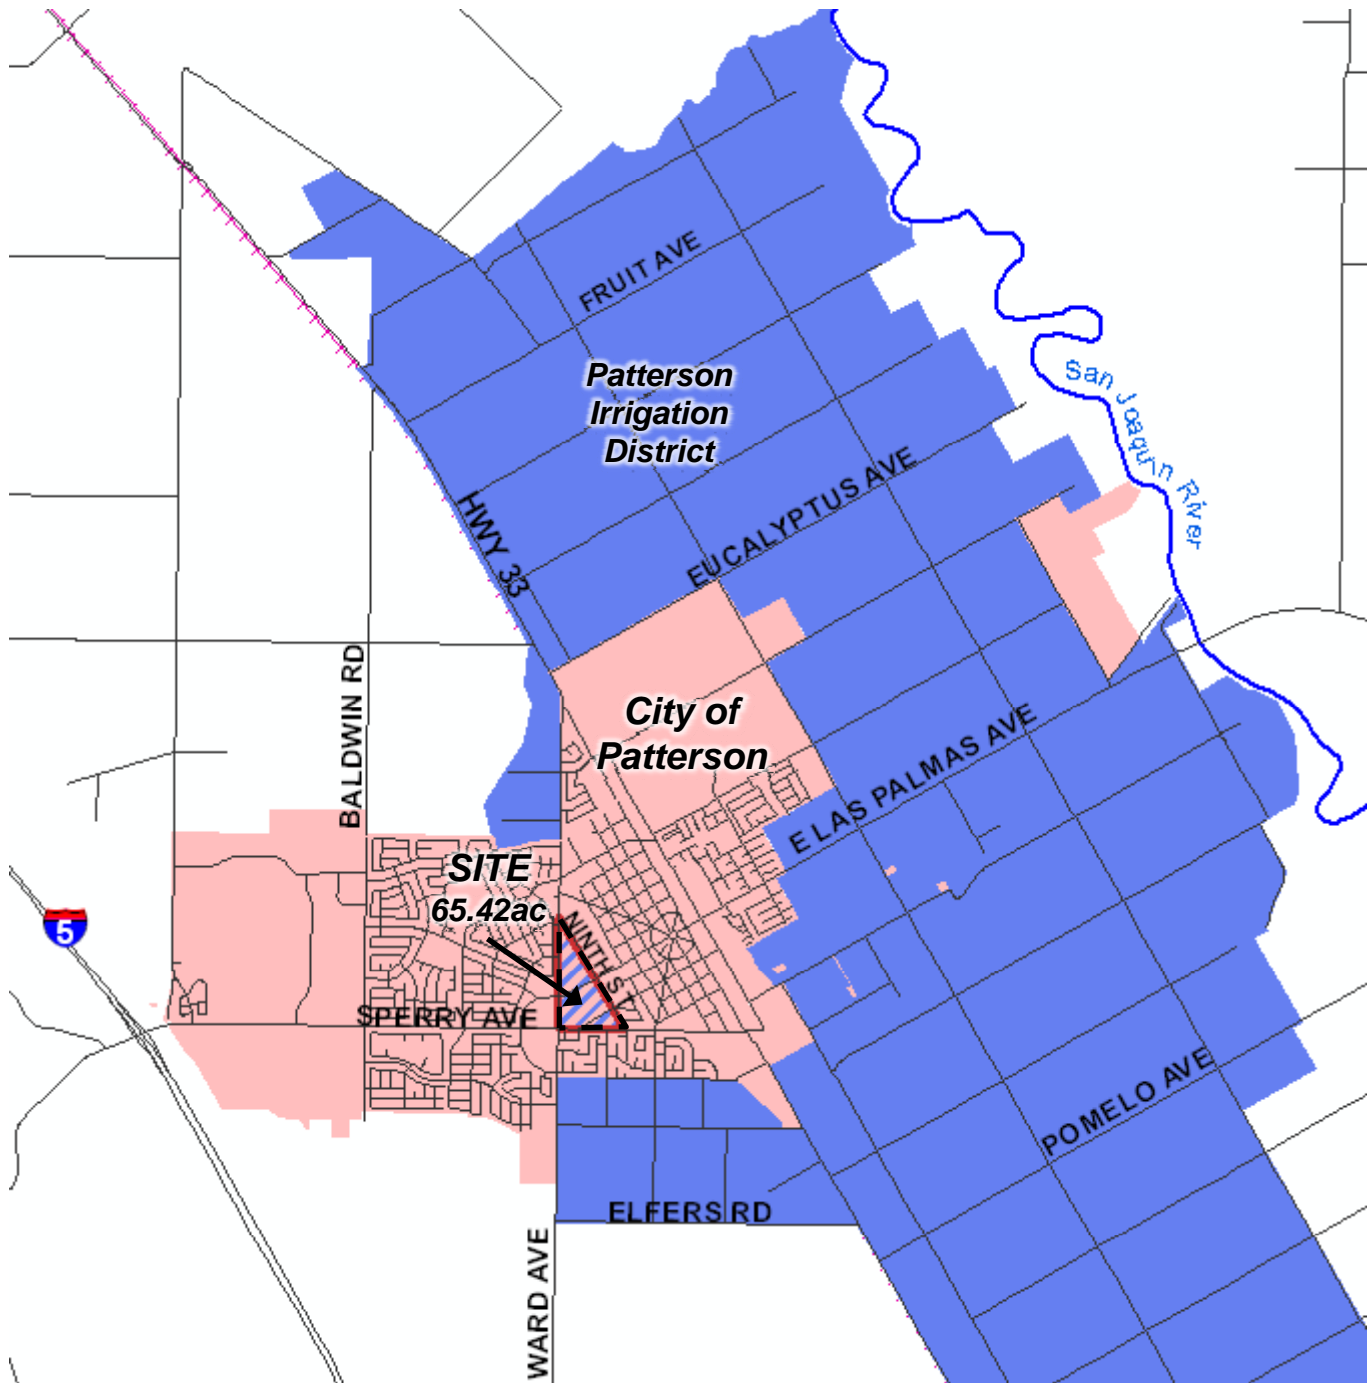 FRUIT AVE
Patterson
Irrigation
District
San Joaquin River
EUCALYPTUS AVE
HWY 33
BALDWIN RD
City of
Patterson
E LAS PALMAS AVE
SITE
65.42ac
5
NINTH ST
SPERRY AVE
POMELO AVE
ELFERS RD
WARD AVE